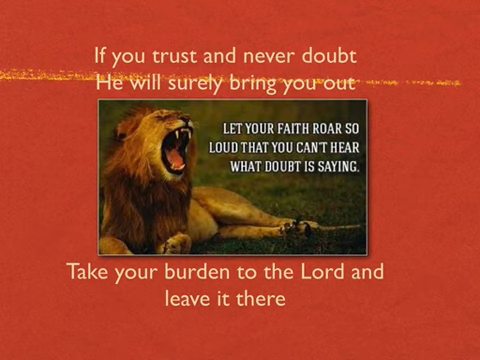 If you trust and never doubt
He will surely bring you out
LET YOUR FAITH ROAR SO
LOUD THAT YOU CAN'T HEAR
WHAT DOUBT IS SAYING.
Take your burden to the Lord and
leave it there